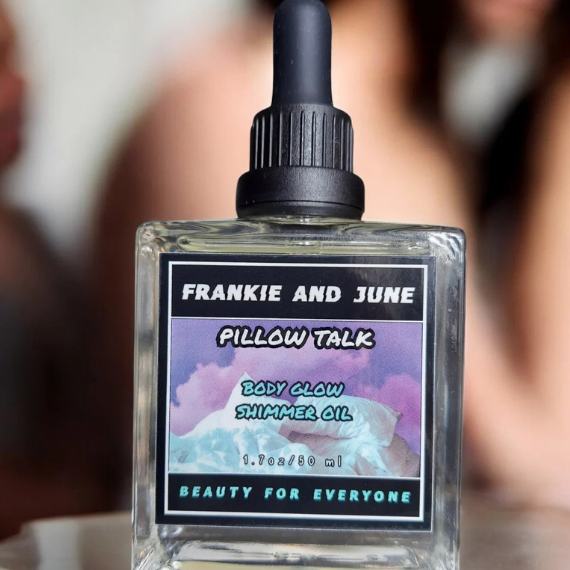 FRANKIE AND JUNE
PILLOW TALK
BODY GLOW
SHIMMER OIL
1.7oz/50 ml
BEAUTY FOR EVERYONE